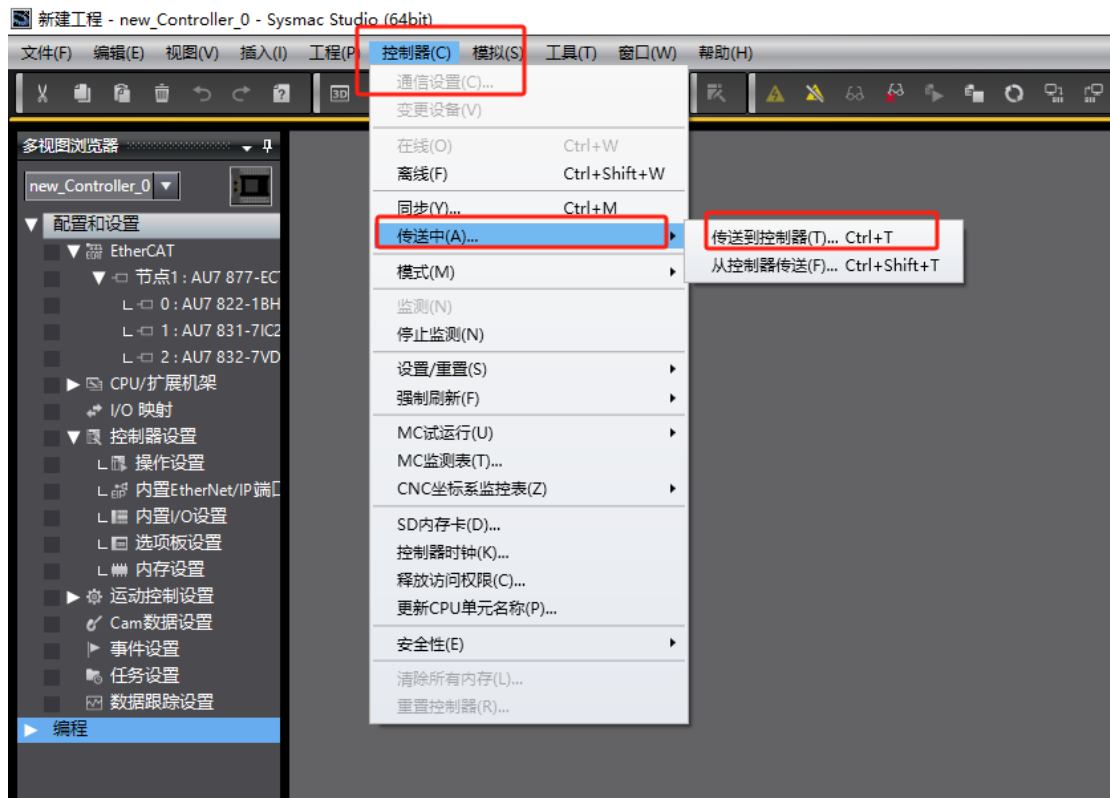 新建工程 - new_Controller_0 - Sysmac Studio (64bit)
文件(F) 编辑(E) 视图(V) 插入(I) 工程(P) 控制器(C) 模拟(S) 工具(T) 窗口(W) 帮助(H)
3D
多视图浏览器
new_Controller_0
配置和设置
EtherCAT
节点1 : AU7 877-EC
0 : AU7 822-1BH
1 : AU7 831-7IC2
2 : AU7 832-7VD
CPU/扩展机架
I/O 映射
控制器设置
操作设置
内置EtherNet/IP端口
内置I/O设置
选项板设置
内存设置
运动控制设置
Cam数据设置
事件设置
任务设置
数据跟踪设置
编程
通信设置(C)...
变更设备(V)
在线(O) Ctrl+W
离线(F) Ctrl+Shift+W
同步(Y)... Ctrl+M
传送中(A)...
模式(M)
监测(N)
停止监测(N)
设置/重置(S)
强制刷新(F)
MC试运行(U)
MC监测表(T)...
CNC坐标系监控表(Z)
SD内存卡(D)...
控制器时钟(K)...
释放访问权限(C)...
更新CPU单元名称(P)...
安全性(E)
清除所有内存(L)...
重置控制器(R)...
传送到控制器(T)... Ctrl+T
从控制器传送(F)... Ctrl+Shift+T